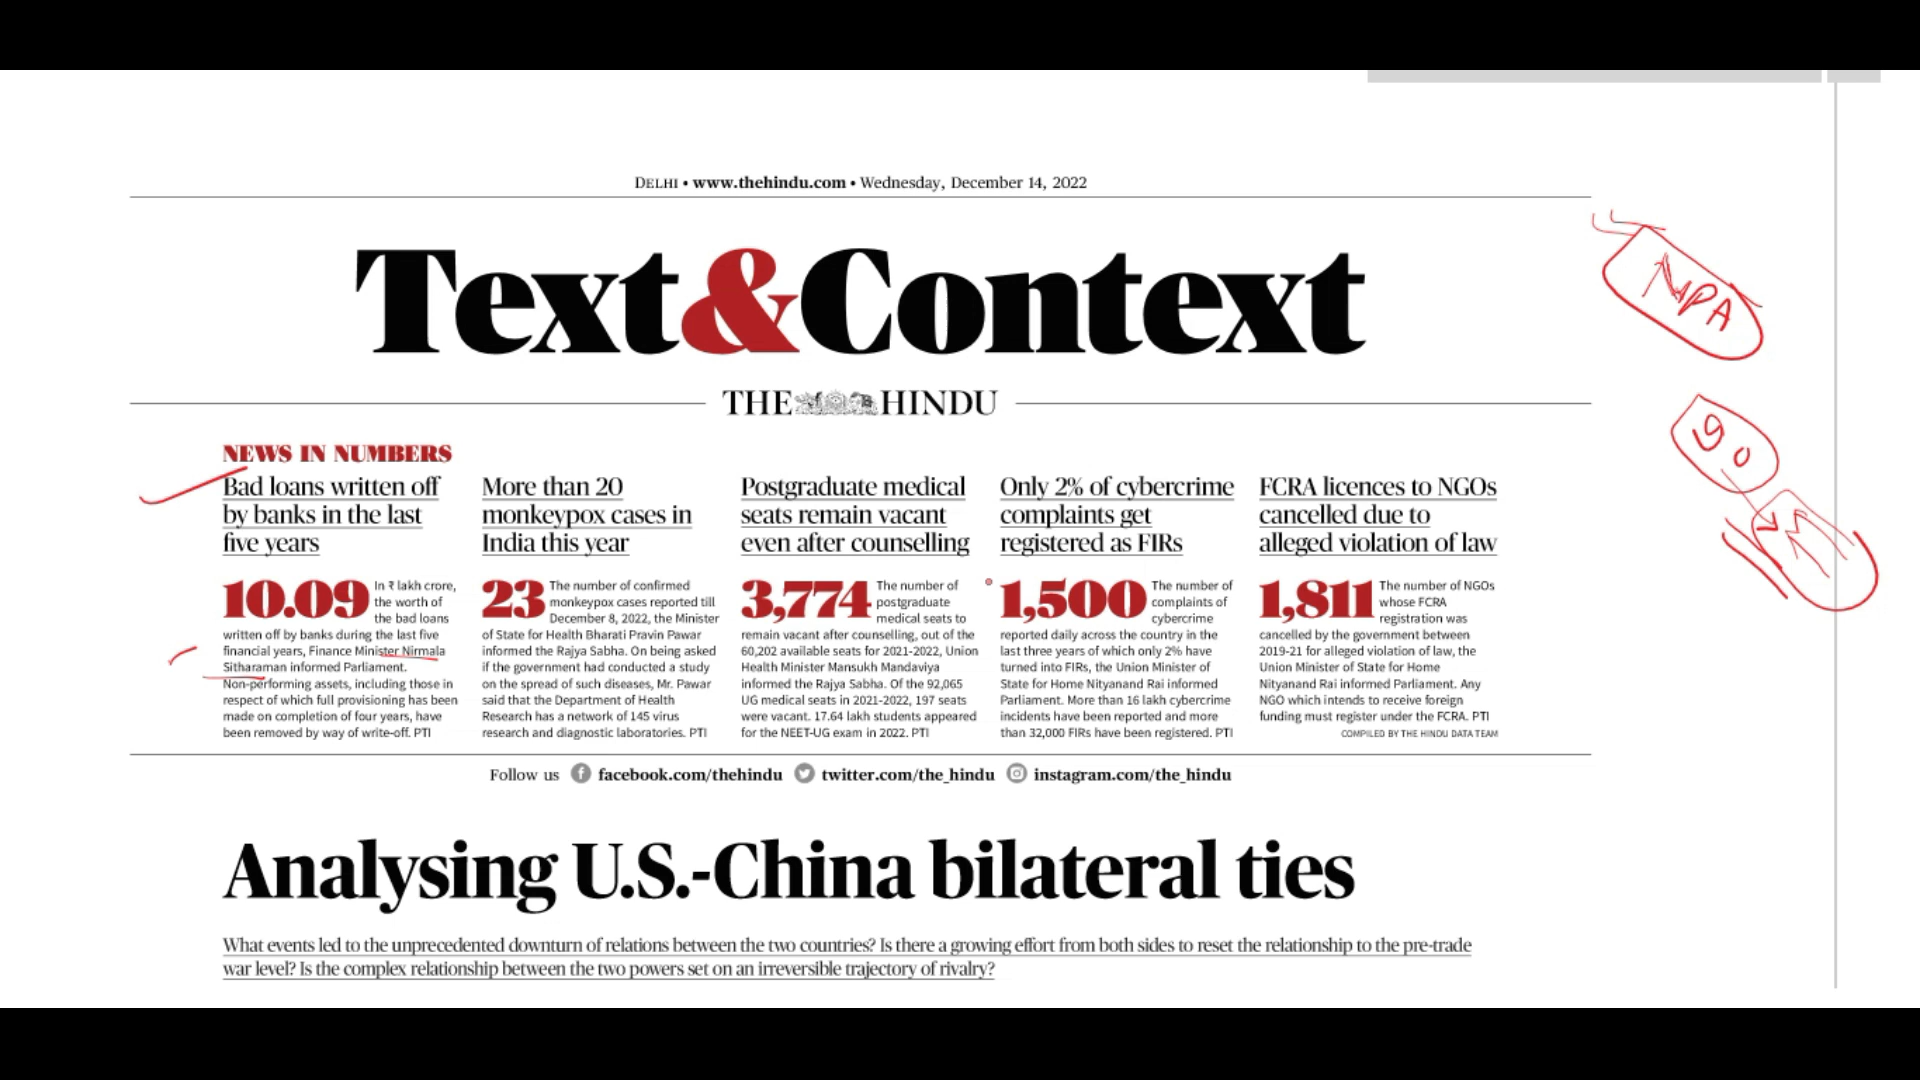 DELHI • www.thehindu.com • Wednesday, December 14, 2022
Text&Context
THE HINDU
NEWS IN NUMBERS
Bad loans written off
by banks in the last
five years
10.09 In ₹ lakh crore,
the worth of
the bad loans
written off by banks during the last five
financial years, Finance Minister Nirmala
Sitharaman informed Parliament.
Non-performing assets, including those in
respect of which full provisioning has been
made on completion of four years, have
been removed by way of write-off. PTI
More than 20
monkeypox cases in
India this year
23 The number of confirmed
monkeypox cases reported till
December 8, 2022, the Minister
of State for Health Bharati Pravin Pawar
informed the Rajya Sabha. On being asked
if the government had conducted a study
on the spread of such diseases, Mr. Pawar
said that the Department of Health
Research has a network of 145 virus
research and diagnostic laboratories. PTI
Postgraduate medical
seats remain vacant
even after counselling
3,774 The number of
postgraduate
medical seats to
remain vacant after counselling, out of the
60,202 available seats for 2021-2022, Union
Health Minister Mansukh Mandaviya
informed the Rajya Sabha. Of the 92,065
UG medical seats in 2021-2022, 197 seats
were vacant. 17.64 lakh students appeared
for the NEET-UG exam in 2022. PTI
Only 2% of cybercrime
complaints get
registered as FIRs
1,500 The number of
complaints of
cybercrime
reported daily across the country in the
last three years of which only 2% have
turned into FIRs, the Union Minister of
State for Home Nityanand Rai informed
Parliament. More than 16 lakh cybercrime
incidents have been reported and more
than 32,000 FIRs have been registered. PTI
FCRA licences to NGOs
cancelled due to
alleged violation of law
1,811 The number of NGOs
whose FCRA
registration was
cancelled by the government between
2019-21 for alleged violation of law, the
Union Minister of State for Home
Nityanand Rai informed Parliament. Any
NGO which intends to receive foreign
funding must register under the FCRA. PTI
COMPILED BY THE HINDU DATA TEAM
NPA
90
Follow us facebook.com/thehindu twitter.com/the_hindu instagram.com/the_hindu
Analysing U.S.-China bilateral ties
What events led to the unprecedented downturn of relations between the two countries? Is there a growing effort from both sides to reset the relationship to the pre-trade
war level? Is the complex relationship between the two powers set on an irreversible trajectory of rivalry?